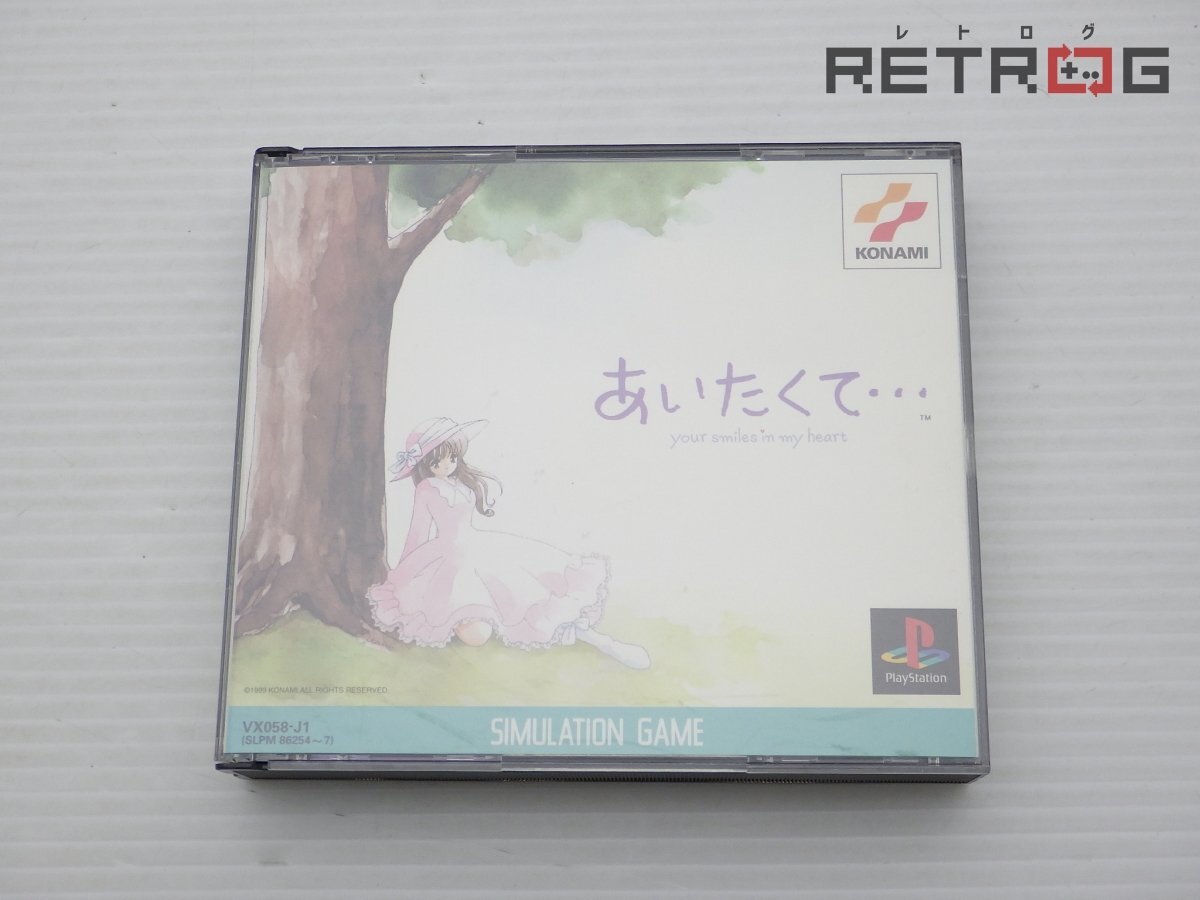 レトログ
RETROG
KONAMI
あいたくて・・・
TM
your smiles in my heart
PlayStation
©1999 KONAMI ALL RIGHTS RESERVED.
VX058-J1
(SLPM 86254～7)
SIMULATION GAME